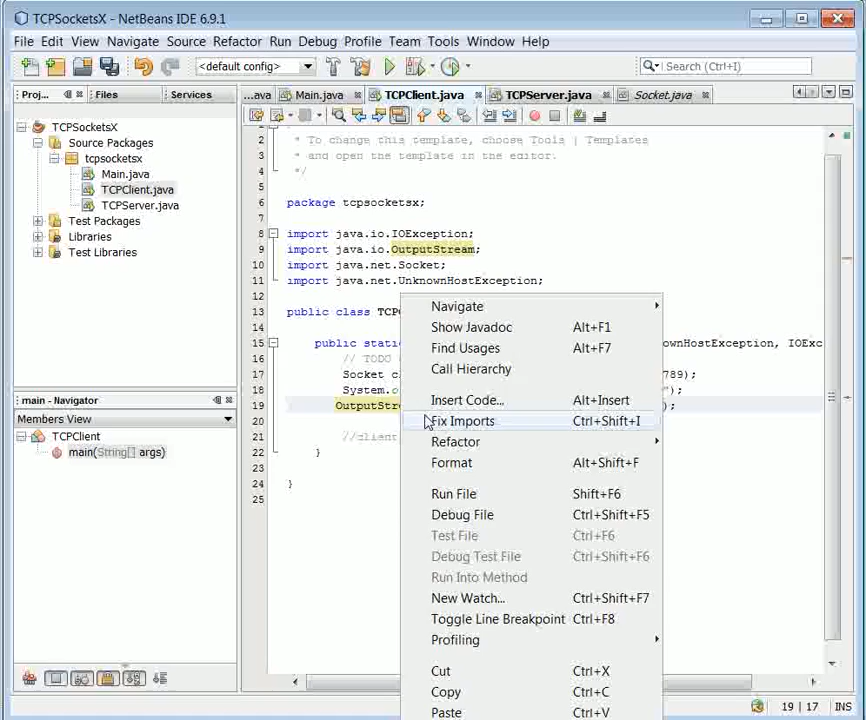 TCPSocketsX - NetBeans IDE 6.9.1
File Edit View Navigate Source Refactor Run Debug Profile Team Tools Window Help
<default config> Search (Ctrl+I)
Proj... Files Services
...ava Main.java TCPClient.java TCPServer.java Socket.java
TCPSocketsX
Source Packages
tcpsocketsx
Main.java
TCPClient.java
TCPServer.java
Test Packages
Libraries
Test Libraries
main - Navigator
Members View
TCPClient
main(String[] args)
2 * To change this template, choose Tools | Templates
3 * and open the template in the editor.
4 */
5
6 package tcpsocketsx;
7
8 import java.io.IOException;
9 import java.io.OutputStream;
10 import java.net.Socket;
11 import java.net.UnknownHostException;
12
13 public class TCP
14
15 public stati nownHostException, IOExc
16 // TODO
17 Socket c 789);
18 System.o ");
19 OutputStre );
20
21 //client
22 }
23
24 }
25
Navigate
Show Javadoc Alt+F1
Find Usages Alt+F7
Call Hierarchy
Insert Code... Alt+Insert
Fix Imports Ctrl+Shift+I
Refactor
Format Alt+Shift+F
Run File Shift+F6
Debug File Ctrl+Shift+F5
Test File Ctrl+F6
Debug Test File Ctrl+Shift+F6
Run Into Method
New Watch... Ctrl+Shift+F7
Toggle Line Breakpoint Ctrl+F8
Profiling
Cut Ctrl+X
Copy Ctrl+C
Paste Ctrl+V
19 | 17 INS